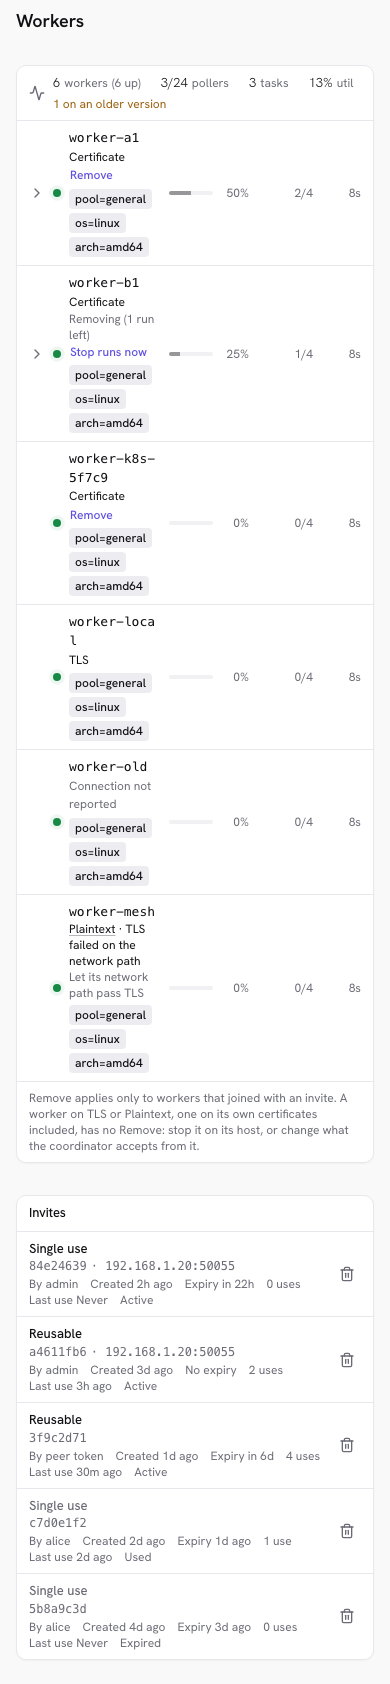 Workers
6 workers (6 up) 3/24 pollers 3 tasks 13% util
1 on an older version
worker-a1
Certificate
Remove
pool=general
os=linux
arch=amd64
50% 2/4 8s
worker-b1
Certificate
Removing (1 run
left)
Stop runs now
pool=general
os=linux
arch=amd64
25% 1/4 8s
worker-k8s-
5f7c9
Certificate
Remove
pool=general
os=linux
arch=amd64
0% 0/4 8s
worker-loca
l
TLS
pool=general
os=linux
arch=amd64
0% 0/4 8s
worker-old
Connection not
reported
pool=general
os=linux
arch=amd64
0% 0/4 8s
worker-mesh
Plaintext · TLS
failed on the
network path
Let its network
path pass TLS
pool=general
os=linux
arch=amd64
0% 0/4 8s
Remove applies only to workers that joined with an invite. A
worker on TLS or Plaintext, one on its own certificates
included, has no Remove: stop it on its host, or change what
the coordinator accepts from it.
Invites
Single use
84e24639 · 192.168.1.20:50055
By admin Created 2h ago Expiry in 22h 0 uses
Last use Never Active
Reusable
a4611fb6 · 192.168.1.20:50055
By admin Created 3d ago No expiry 2 uses
Last use 3h ago Active
Reusable
3f9c2d71
By peer token Created 1d ago Expiry in 6d 4 uses
Last use 30m ago Active
Single use
c7d0e1f2
By alice Created 2d ago Expiry 1d ago 1 use
Last use 2d ago Used
Single use
5b8a9c3d
By alice Created 4d ago Expiry 3d ago 0 uses
Last use Never Expired